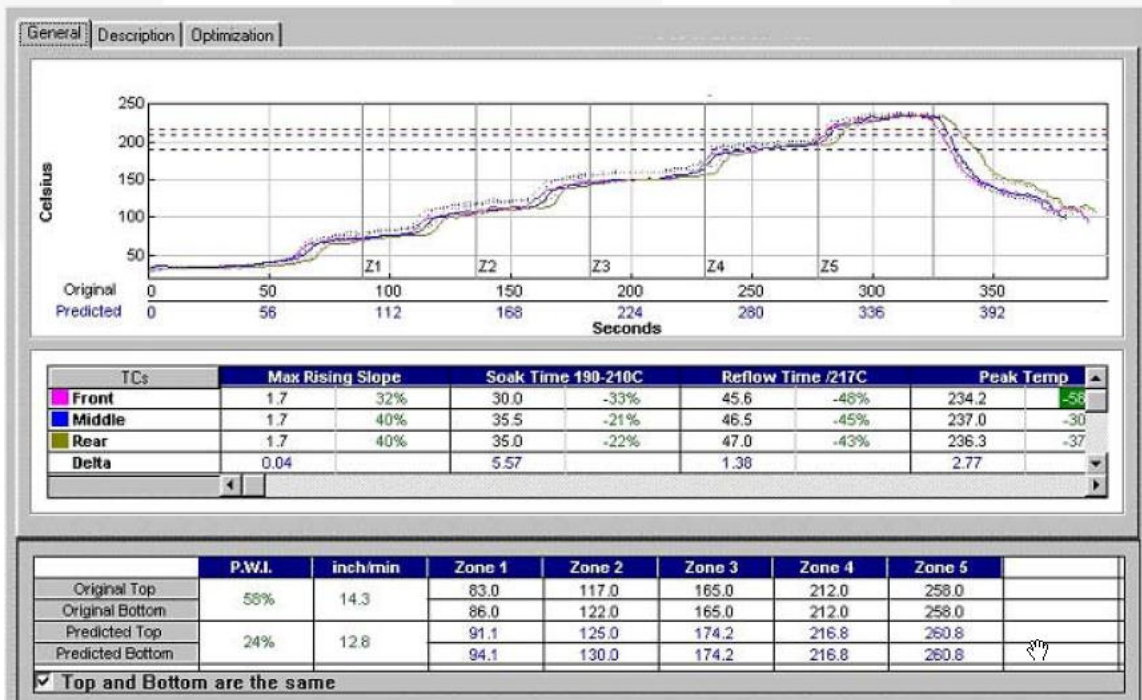 General Description Optimization
250
200
150
100
50
Celsius
Z1 Z2 Z3 Z4 Z5
Original 0 50 100 150 200 250 300 350
Predicted 0 56 112 168 224 280 336 392
Seconds
TCs Max Rising Slope Soak Time 190-210C Reflow Time /217C Peak Temp
Front 1.7 32% 30.0 -33% 45.6 -48% 234.2
Middle 1.7 40% 35.5 -21% 46.5 -45% 237.0 -30
Rear 1.7 40% 35.0 -22% 47.0 -43% 236.3 -37
Delta 0.04 5.57 1.38 2.77
P.W.I. inch/min Zone 1 Zone 2 Zone 3 Zone 4 Zone 5
Original Top 58% 14.3 83.0 117.0 165.0 212.0 258.0
Original Bottom 86.0 122.0 165.0 212.0 258.0
Predicted Top 24% 12.8 91.1 125.0 174.2 216.8 260.8
Predicted Bottom 94.1 130.0 174.2 216.8 260.8
Top and Bottom are the same